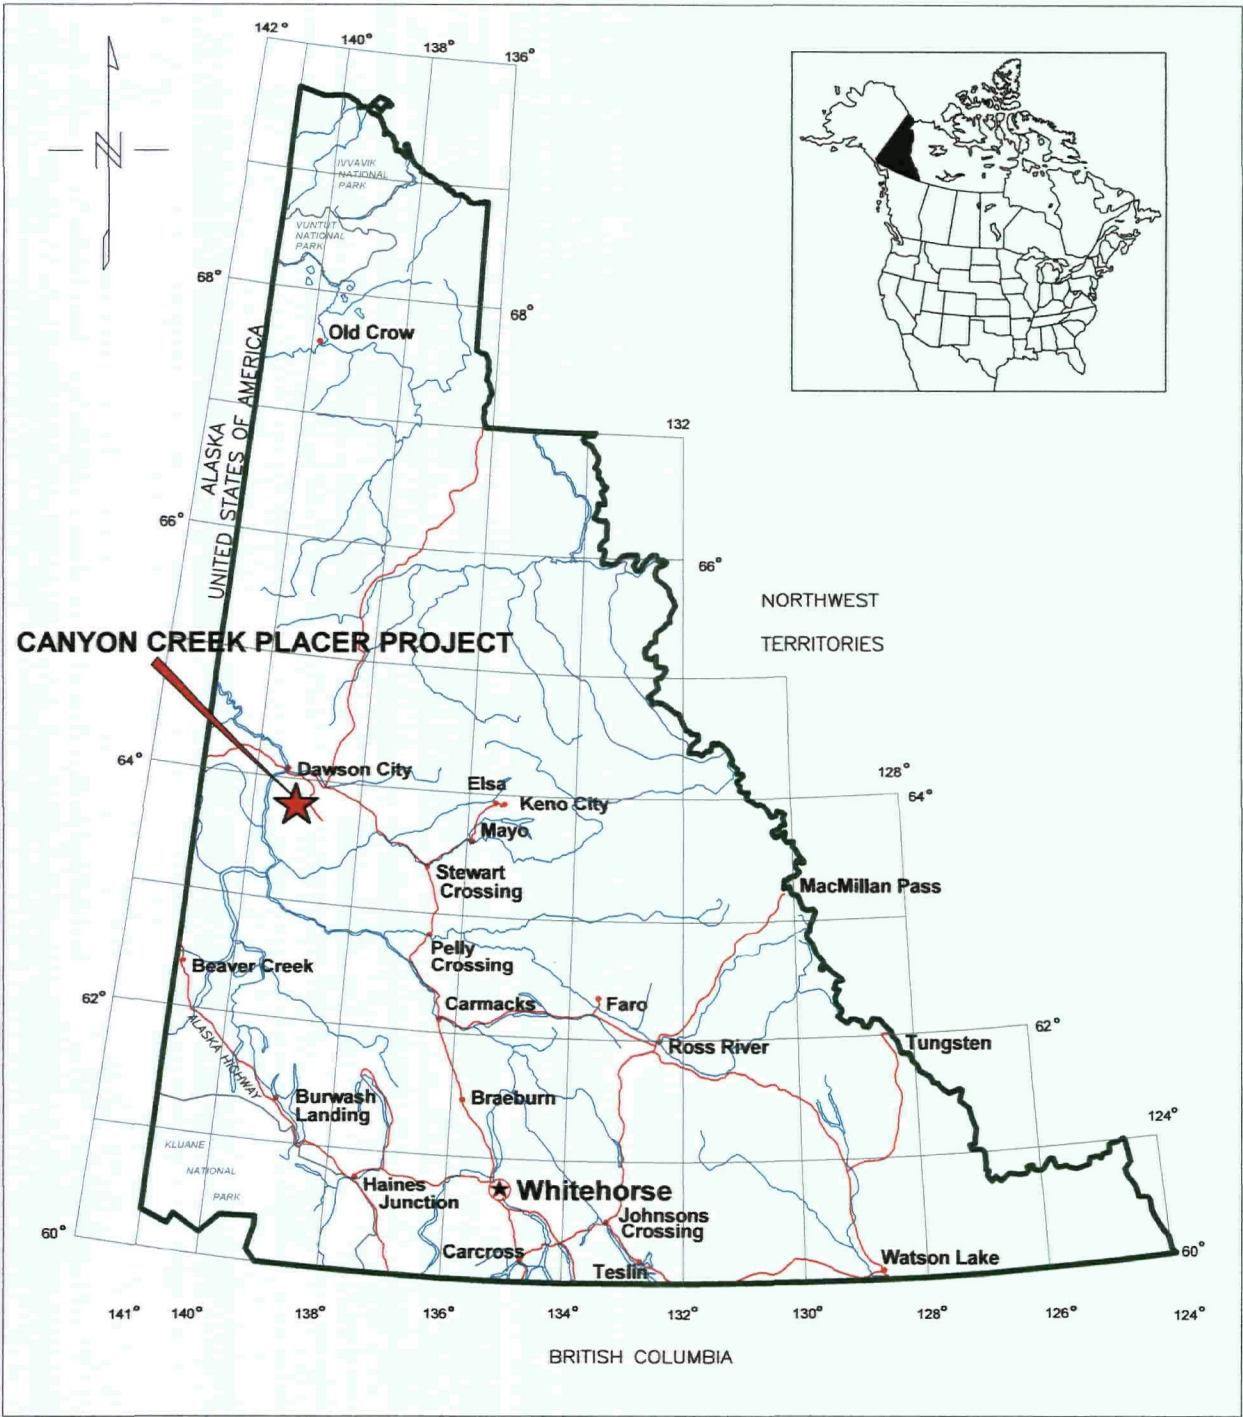 142°
140°
138°
136°
N
IVVAVIK
NATIONAL
PARK
VUNTUT
NATIONAL
PARK
68°
68°
Old Crow
ALASKA
UNITED STATES OF AMERICA
132
66°
66°
NORTHWEST
TERRITORIES
CANYON CREEK PLACER PROJECT
64°
Dawson City
Elsa
Keno City
Mayo
128°
64°
Stewart
Crossing
MacMillan Pass
Pelly
Crossing
Beaver Creek
62°
Carmacks
Faro
62°
ALASKA HIGHWAY
Ross River
Tungsten
Burwash
Landing
Braeburn
124°
KLUANE
NATIONAL
PARK
Haines
Junction
Whitehorse
Johnsons
Crossing
60°
Carcross
Teslin
Watson Lake
60°
141° 140° 138° 136° 134° 132° 130° 128° 126° 124°
BRITISH COLUMBIA